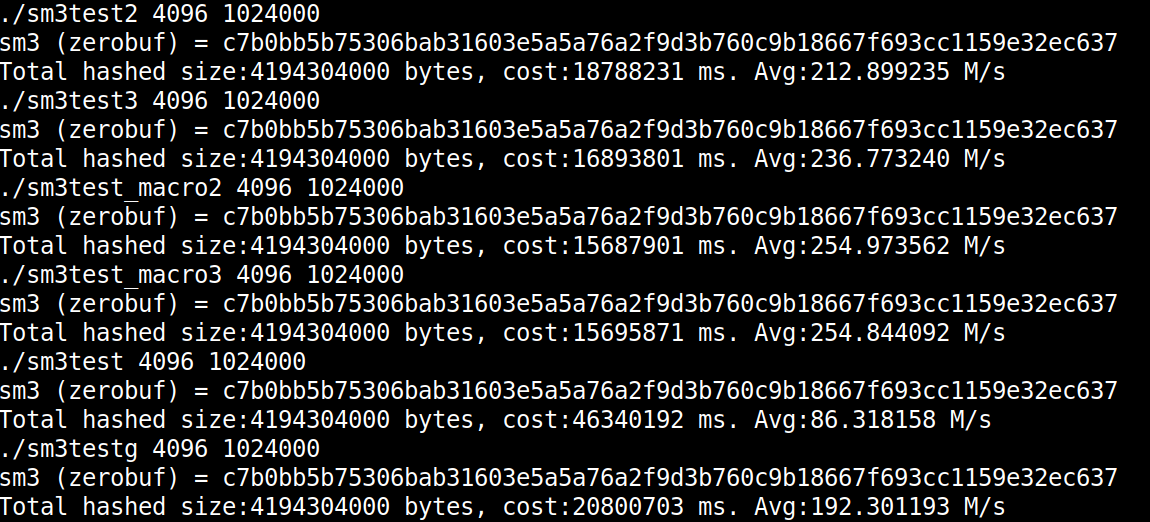 ./sm3test2 4096 1024000
sm3 (zerobuf) = c7b0bb5b75306bab31603e5a5a76a2f9d3b760c9b18667f693cc1159e32ec637
Total hashed size:4194304000 bytes, cost:18788231 ms. Avg:212.899235 M/s
./sm3test3 4096 1024000
sm3 (zerobuf) = c7b0bb5b75306bab31603e5a5a76a2f9d3b760c9b18667f693cc1159e32ec637
Total hashed size:4194304000 bytes, cost:16893801 ms. Avg:236.773240 M/s
./sm3test_macro2 4096 1024000
sm3 (zerobuf) = c7b0bb5b75306bab31603e5a5a76a2f9d3b760c9b18667f693cc1159e32ec637
Total hashed size:4194304000 bytes, cost:15687901 ms. Avg:254.973562 M/s
./sm3test_macro3 4096 1024000
sm3 (zerobuf) = c7b0bb5b75306bab31603e5a5a76a2f9d3b760c9b18667f693cc1159e32ec637
Total hashed size:4194304000 bytes, cost:15695871 ms. Avg:254.844092 M/s
./sm3test 4096 1024000
sm3 (zerobuf) = c7b0bb5b75306bab31603e5a5a76a2f9d3b760c9b18667f693cc1159e32ec637
Total hashed size:4194304000 bytes, cost:46340192 ms. Avg:86.318158 M/s
./sm3testg 4096 1024000
sm3 (zerobuf) = c7b0bb5b75306bab31603e5a5a76a2f9d3b760c9b18667f693cc1159e32ec637
Total hashed size:4194304000 bytes, cost:20800703 ms. Avg:192.301193 M/s